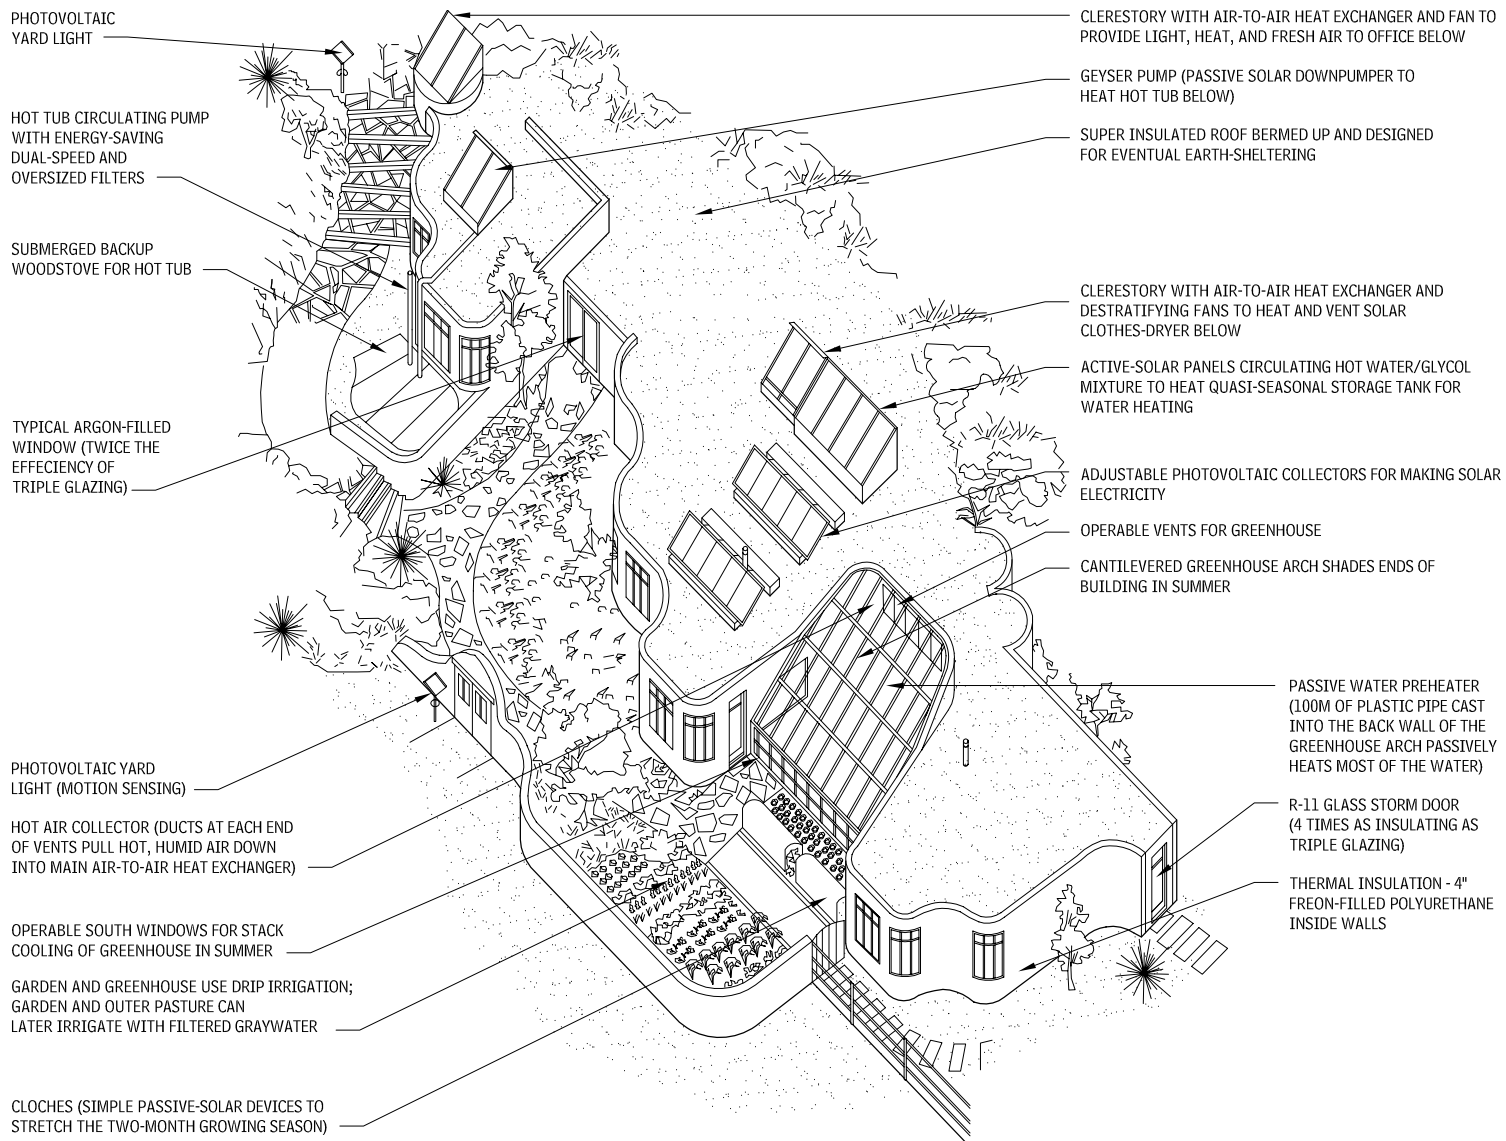 PHOTOVOLTAIC
YARD LIGHT
HOT TUB CIRCULATING PUMP
WITH ENERGY-SAVING
DUAL-SPEED AND
OVERSIZED FILTERS
SUBMERGED BACKUP
WOODSTOVE FOR HOT TUB
TYPICAL ARGON-FILLED
WINDOW (TWICE THE
EFFECIENCY OF
TRIPLE GLAZING)
PHOTOVOLTAIC YARD
LIGHT (MOTION SENSING)
HOT AIR COLLECTOR (DUCTS AT EACH END
OF VENTS PULL HOT, HUMID AIR DOWN
INTO MAIN AIR-TO-AIR HEAT EXCHANGER)
OPERABLE SOUTH WINDOWS FOR STACK
COOLING OF GREENHOUSE IN SUMMER
GARDEN AND GREENHOUSE USE DRIP IRRIGATION;
GARDEN AND OUTER PASTURE CAN
LATER IRRIGATE WITH FILTERED GRAYWATER
CLOCHES (SIMPLE PASSIVE-SOLAR DEVICES TO
STRETCH THE TWO-MONTH GROWING SEASON)
CLERESTORY WITH AIR-TO-AIR HEAT EXCHANGER AND FAN TO
PROVIDE LIGHT, HEAT, AND FRESH AIR TO OFFICE BELOW
GEYSER PUMP (PASSIVE SOLAR DOWNPUMPER TO
HEAT HOT TUB BELOW)
SUPER INSULATED ROOF BERMED UP AND DESIGNED
FOR EVENTUAL EARTH-SHELTERING
CLERESTORY WITH AIR-TO-AIR HEAT EXCHANGER AND
DESTRATIFYING FANS TO HEAT AND VENT SOLAR
CLOTHES-DRYER BELOW
ACTIVE-SOLAR PANELS CIRCULATING HOT WATER/GLYCOL
MIXTURE TO HEAT QUASI-SEASONAL STORAGE TANK FOR
WATER HEATING
ADJUSTABLE PHOTOVOLTAIC COLLECTORS FOR MAKING SOLAR
ELECTRICITY
OPERABLE VENTS FOR GREENHOUSE
CANTILEVERED GREENHOUSE ARCH SHADES ENDS OF
BUILDING IN SUMMER
PASSIVE WATER PREHEATER
(100M OF PLASTIC PIPE CAST
INTO THE BACK WALL OF THE
GREENHOUSE ARCH PASSIVELY
HEATS MOST OF THE WATER)
R-11 GLASS STORM DOOR
(4 TIMES AS INSULATING AS
TRIPLE GLAZING)
THERMAL INSULATION - 4"
FREON-FILLED POLYURETHANE
INSIDE WALLS